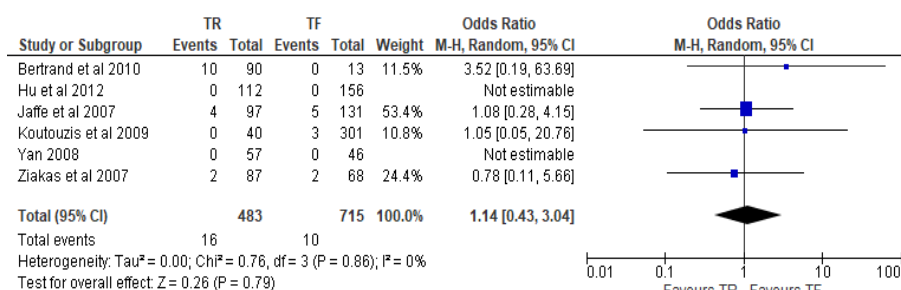 TR TF Odds Ratio Odds Ratio
Study or Subgroup Events Total Events Total Weight M-H, Random, 95% CI M-H, Random, 95% CI
Bertrand et al 2010 10 90 0 13 11.5% 3.52 [0.19, 63.69]
Hu et al 2012 0 112 0 156 Not estimable
Jaffe et al 2007 4 97 5 131 53.4% 1.08 [0.28, 4.15]
Koutouzis et al 2009 0 40 3 301 10.8% 1.05 [0.05, 20.76]
Yan 2008 0 57 0 46 Not estimable
Ziakas et al 2007 2 87 2 68 24.4% 0.78 [0.11, 5.66]
Total (95% CI) 483 715 100.0% 1.14 [0.43, 3.04]
Total events 16 10
Heterogeneity: Tau² = 0.00; Chi² = 0.76, df = 3 (P = 0.86); I² = 0%
Test for overall effect: Z = 0.26 (P = 0.79)
0.01 0.1 1 10 100
Favours TR Favours TF